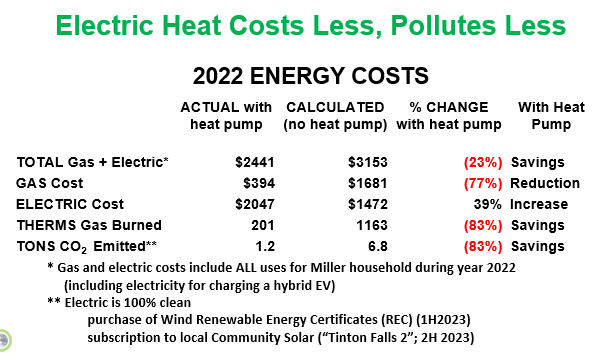 Electric Heat Costs Less, Pollutes Less
2022 ENERGY COSTS
ACTUAL with CALCULATED % CHANGE With Heat
heat pump (no heat pump) with heat pump Pump
TOTAL Gas + Electric* $2441 $3153 (23%) Savings
GAS Cost $394 $1681 (77%) Reduction
ELECTRIC Cost $2047 $1472 39% Increase
THERMS Gas Burned 201 1163 (83%) Savings
TONS CO2 Emitted** 1.2 6.8 (83%) Savings
* Gas and electric costs include ALL uses for Miller household during year 2022
(including electricity for charging a hybrid EV)
** Electric is 100% clean
purchase of Wind Renewable Energy Certificates (REC) (1H2023)
subscription to local Community Solar (“Tinton Falls 2”; 2H 2023)